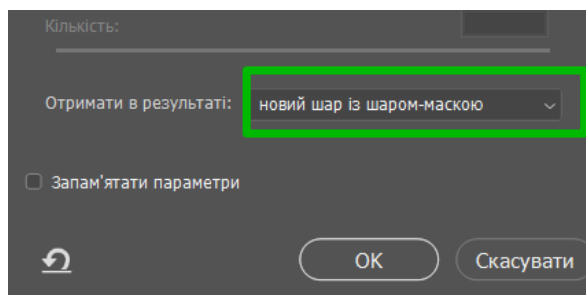 Кількість:
Отримати в результаті: новий шар із шаром-маскою
Запам'ятати параметри
OK Скасувати